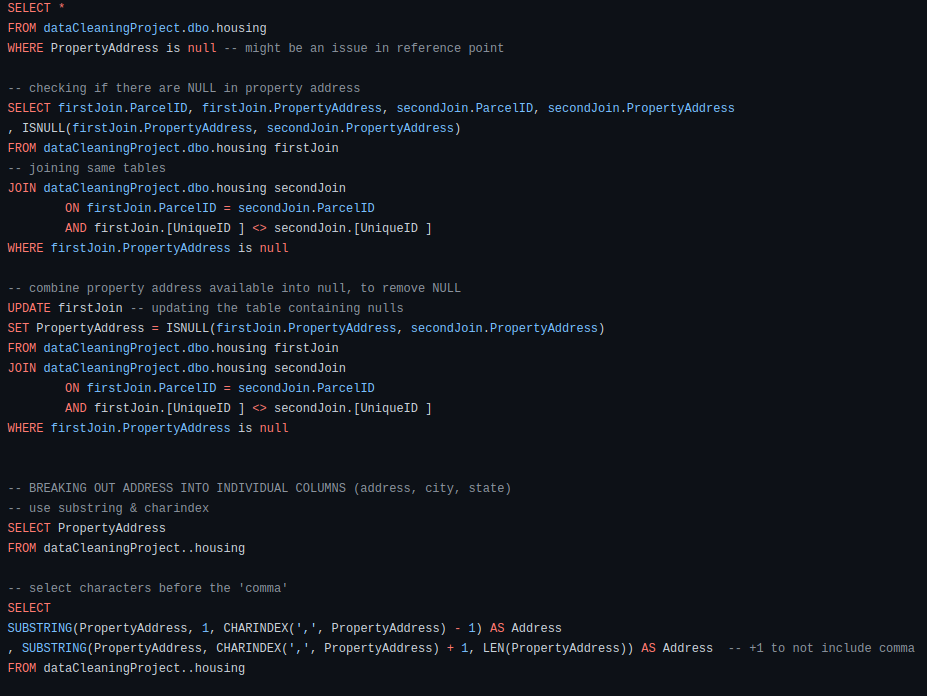 SELECT *
FROM dataCleaningProject.dbo.housing
WHERE PropertyAddress is null -- might be an issue in reference point
-- checking if there are NULL in property address
SELECT firstJoin.ParcelID, firstJoin.PropertyAddress, secondJoin.ParcelID, secondJoin.PropertyAddress
, ISNULL(firstJoin.PropertyAddress, secondJoin.PropertyAddress)
FROM dataCleaningProject.dbo.housing firstJoin
-- joining same tables
JOIN dataCleaningProject.dbo.housing secondJoin
ON firstJoin.ParcelID = secondJoin.ParcelID
AND firstJoin.[UniqueID ] <> secondJoin.[UniqueID ]
WHERE firstJoin.PropertyAddress is null
-- combine property address available into null, to remove NULL
UPDATE firstJoin -- updating the table containing nulls
SET PropertyAddress = ISNULL(firstJoin.PropertyAddress, secondJoin.PropertyAddress)
FROM dataCleaningProject.dbo.housing firstJoin
JOIN dataCleaningProject.dbo.housing secondJoin
ON firstJoin.ParcelID = secondJoin.ParcelID
AND firstJoin.[UniqueID ] <> secondJoin.[UniqueID ]
WHERE firstJoin.PropertyAddress is null
-- BREAKING OUT ADDRESS INTO INDIVIDUAL COLUMNS (address, city, state)
-- use substring & charindex
SELECT PropertyAddress
FROM dataCleaningProject..housing
-- select characters before the 'comma'
SELECT
SUBSTRING(PropertyAddress, 1, CHARINDEX(',', PropertyAddress) - 1) AS Address
, SUBSTRING(PropertyAddress, CHARINDEX(',', PropertyAddress) + 1, LEN(PropertyAddress)) AS Address  -- +1 to not include comma
FROM dataCleaningProject..housing